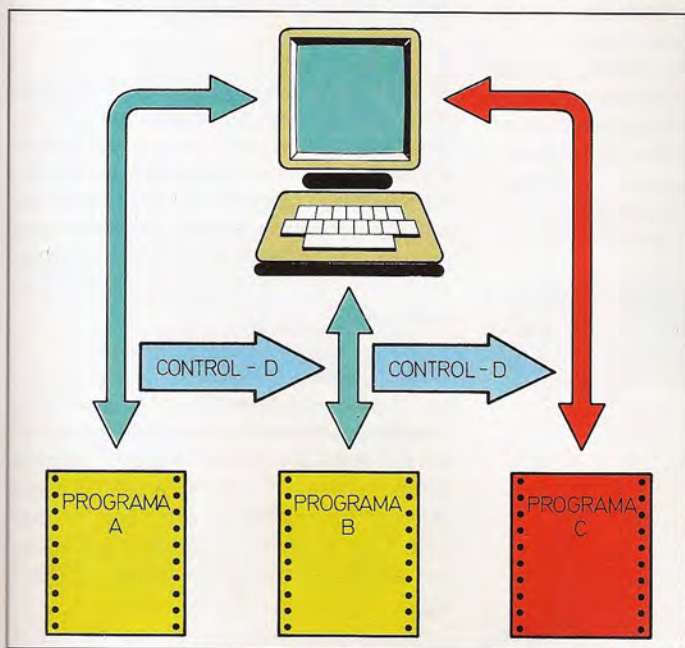 CONTROL - D
CONTROL - D
PROGRAMA
A
PROGRAMA
B
PROGRAMA
C